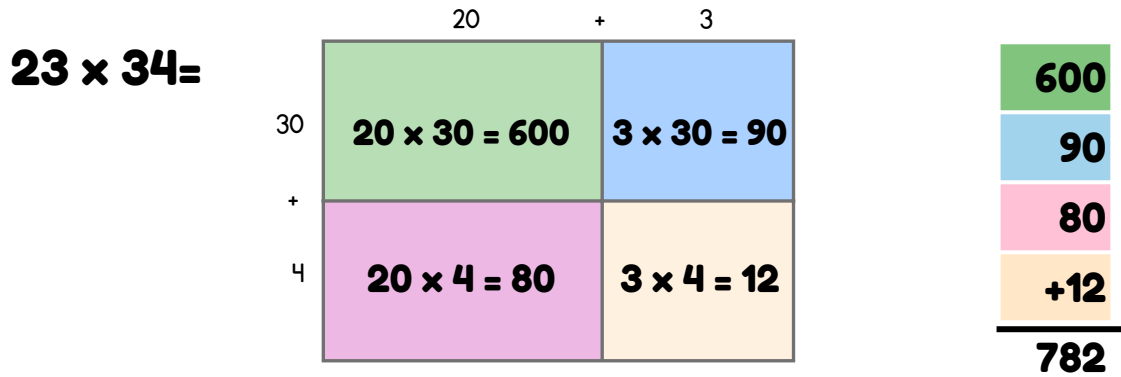 20 + 3
23 x 34=
30
20 x 30 = 600
3 x 30 = 90
+
4
20 x 4 = 80
3 x 4 = 12
600
90
80
+12
782